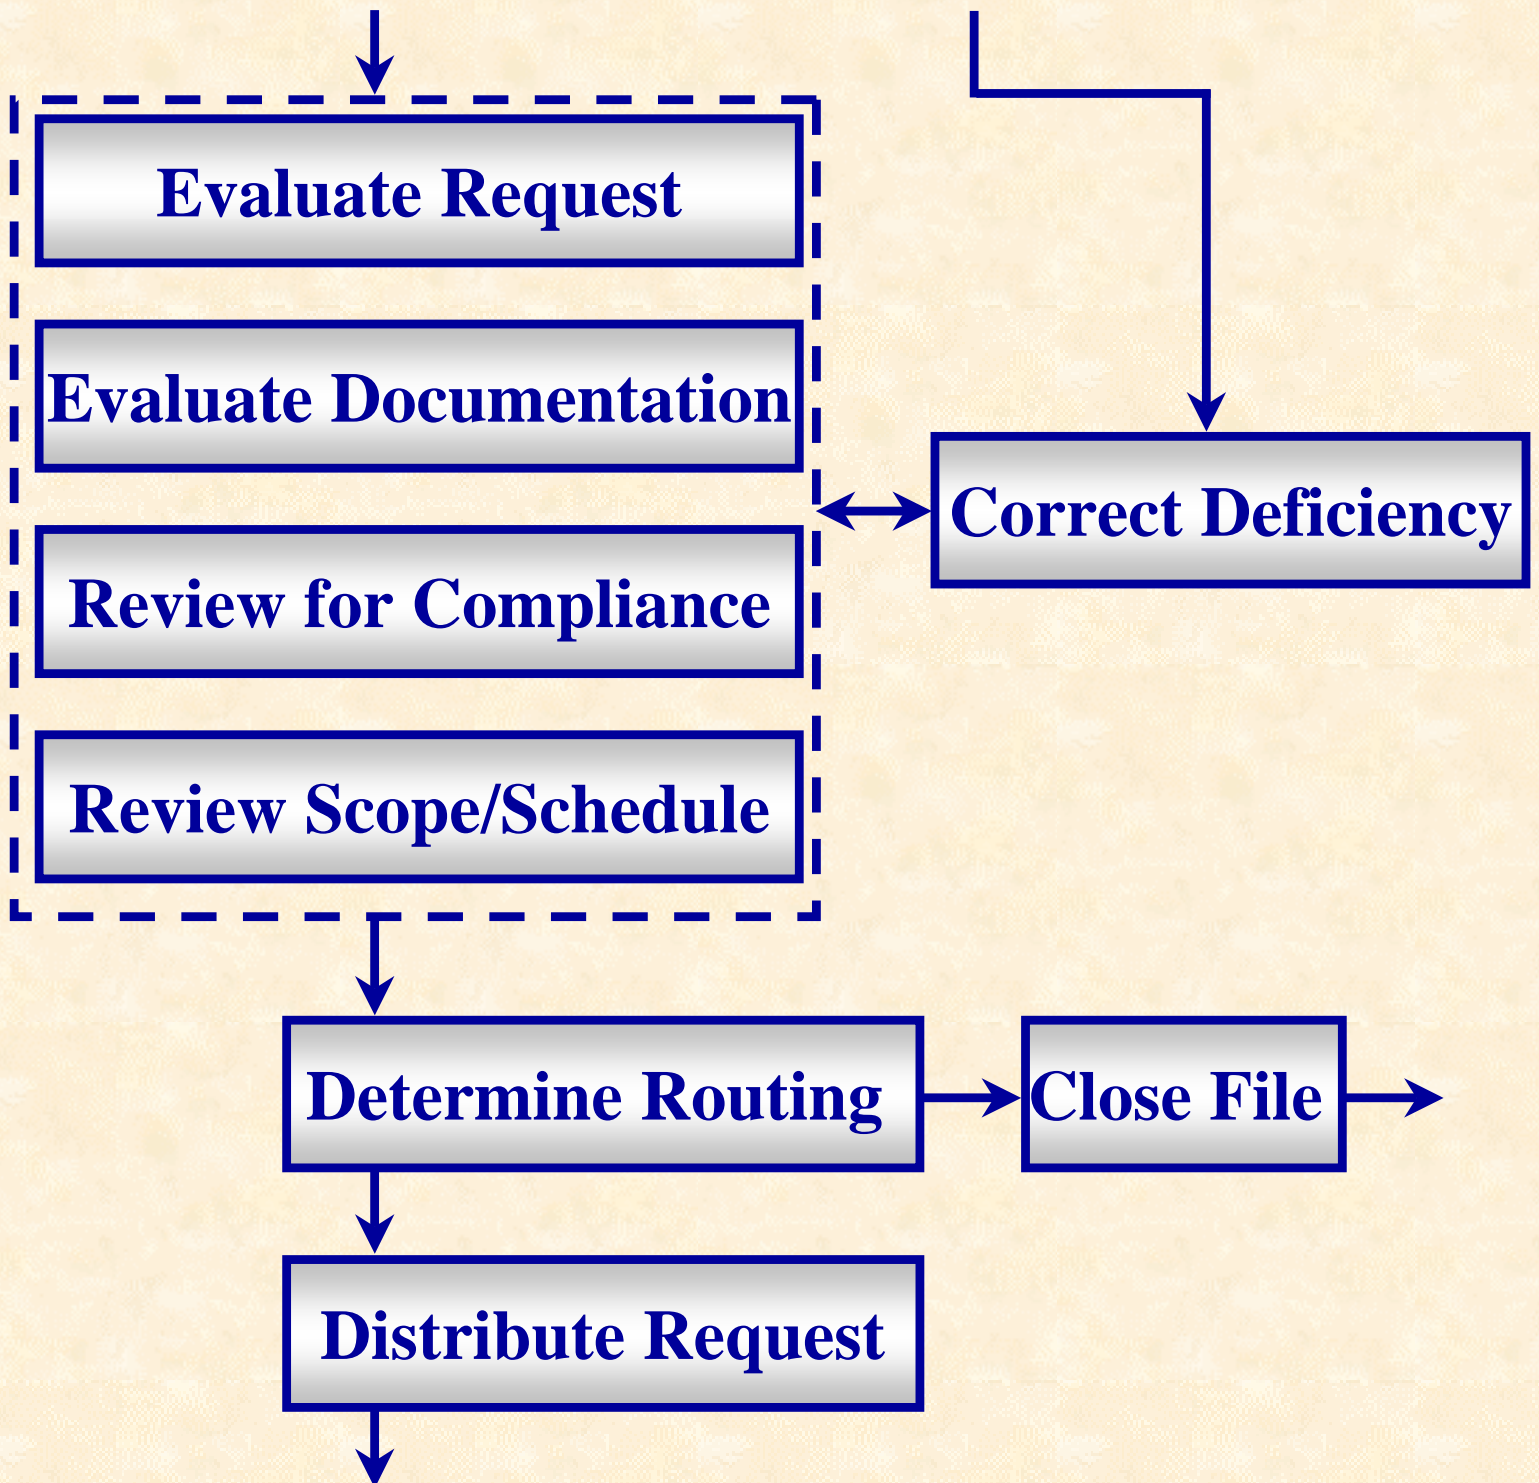 Evaluate Request
Evaluate Documentation
Correct Deficiency
Review for Compliance
Review Scope/Schedule
Determine Routing
Close File
Distribute Request